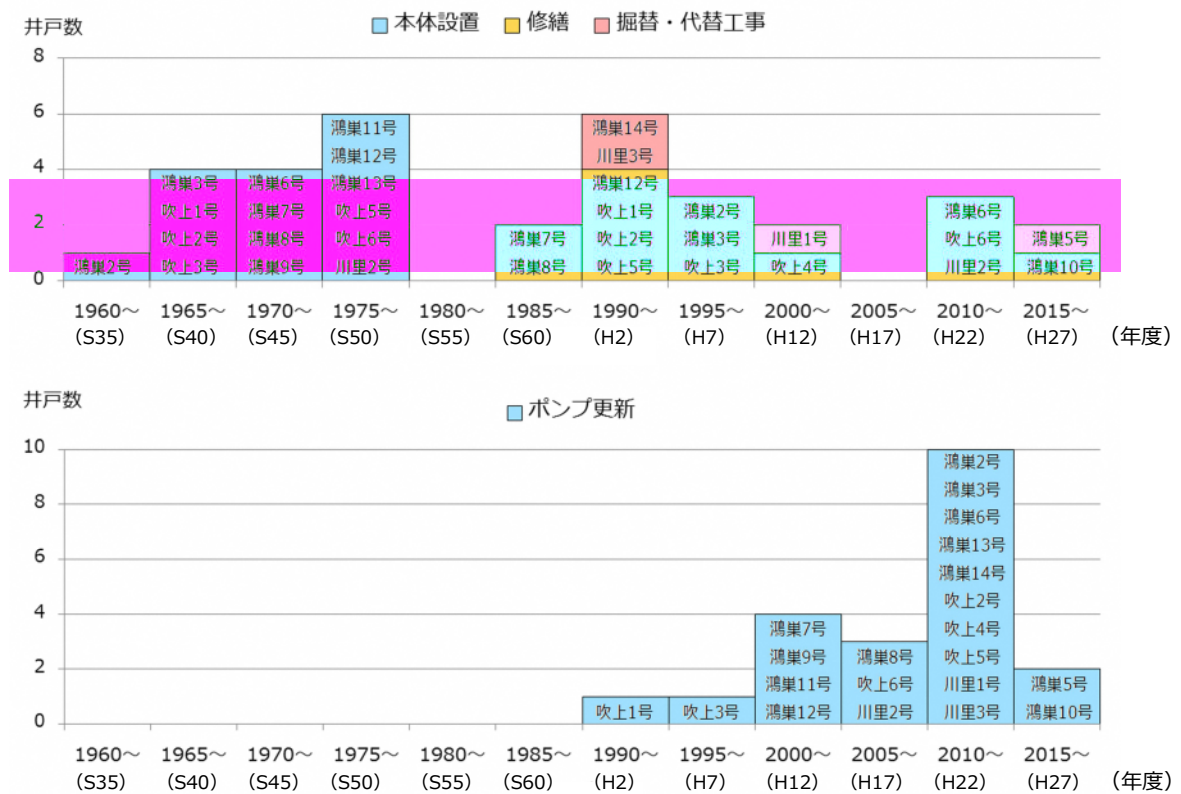 井戸数
本体設置 修繕 掘替・代替工事
8
6
4
2
0
鴻巣2号
鴻巣3号
吹上1号
吹上2号
吹上3号
鴻巣6号
鴻巣7号
鴻巣8号
鴻巣9号
鴻巣11号
鴻巣12号
鴻巣13号
吹上5号
吹上6号
川里2号
鴻巣7号
鴻巣8号
鴻巣14号
川里3号
鴻巣12号
吹上1号
吹上2号
吹上5号
鴻巣2号
鴻巣3号
吹上3号
川里1号
吹上4号
鴻巣6号
吹上6号
川里2号
鴻巣5号
鴻巣10号
1960～ 1965～ 1970～ 1975～ 1980～ 1985～ 1990～ 1995～ 2000～ 2005～ 2010～ 2015～
(S35) (S40) (S45) (S50) (S55) (S60) (H2) (H7) (H12) (H17) (H22) (H27) (年度)
井戸数
ポンプ更新
10
8
6
4
2
0
吹上1号
吹上3号
鴻巣7号
鴻巣9号
鴻巣11号
鴻巣12号
鴻巣8号
吹上6号
川里2号
鴻巣2号
鴻巣3号
鴻巣6号
鴻巣13号
鴻巣14号
吹上2号
吹上4号
吹上5号
川里1号
川里3号
鴻巣5号
鴻巣10号
1960～ 1965～ 1970～ 1975～ 1980～ 1985～ 1990～ 1995～ 2000～ 2005～ 2010～ 2015～
(S35) (S40) (S45) (S50) (S55) (S60) (H2) (H7) (H12) (H17) (H22) (H27) (年度)